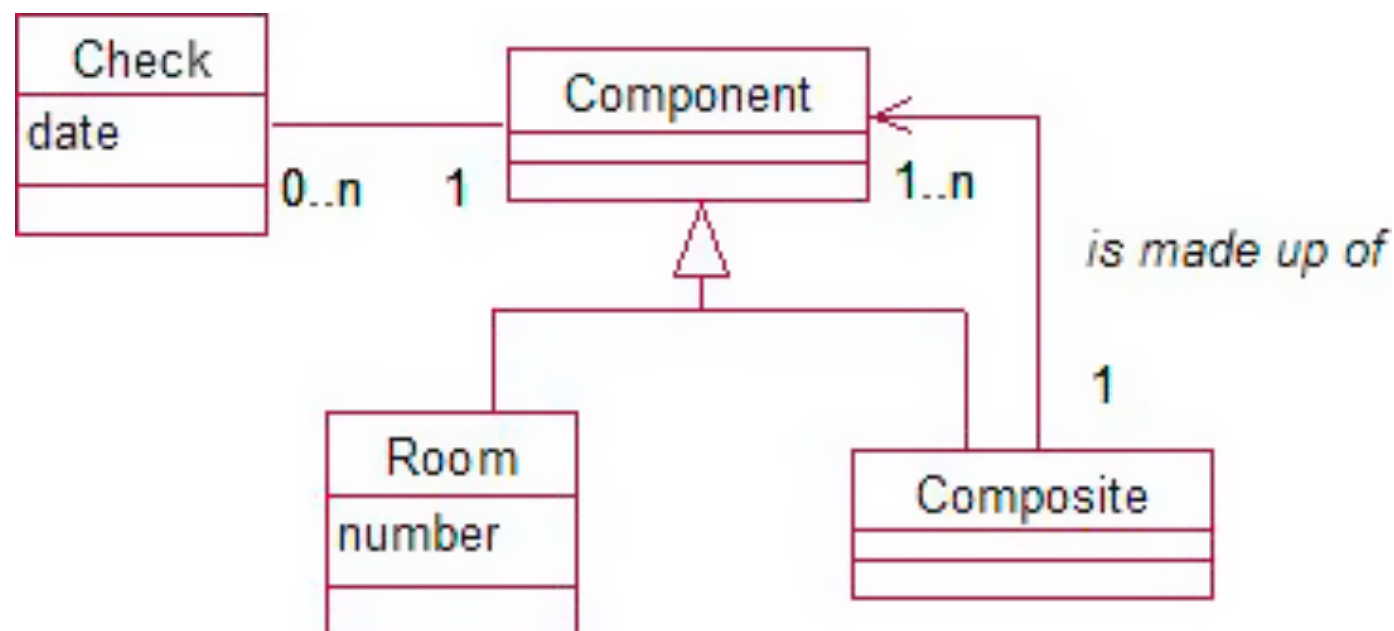 Check
date
0..n
1
Component
1..n
is made up of
1
Room
number
Composite